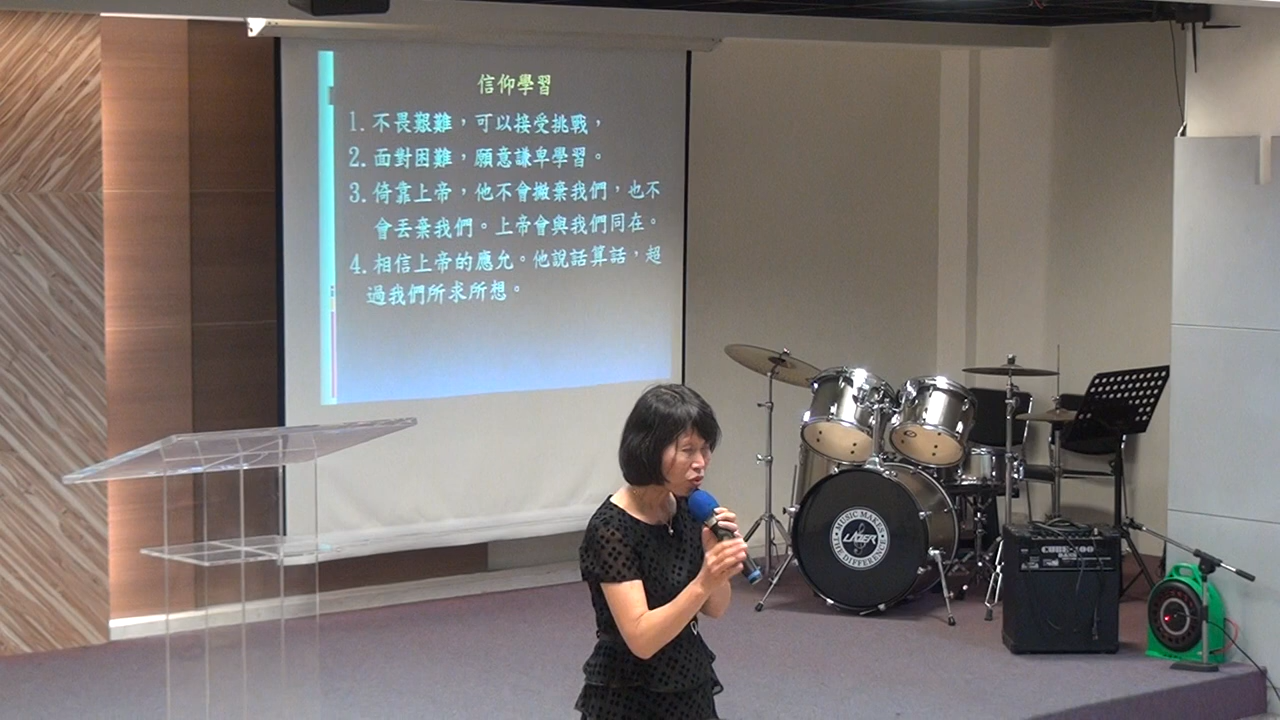 信仰學習
1. 不畏艱難，可以接受挑戰，
2. 面對困難，願意謙卑學習。
3. 倚靠上帝，他不會撇棄我們，也不
會丟棄我們。上帝會與我們同在。
4. 相信上帝的應允。他說話算話，超
過我們所求所想。
MUSIC MAKES
THE DIFFERENCE
CUBE-100
BASS